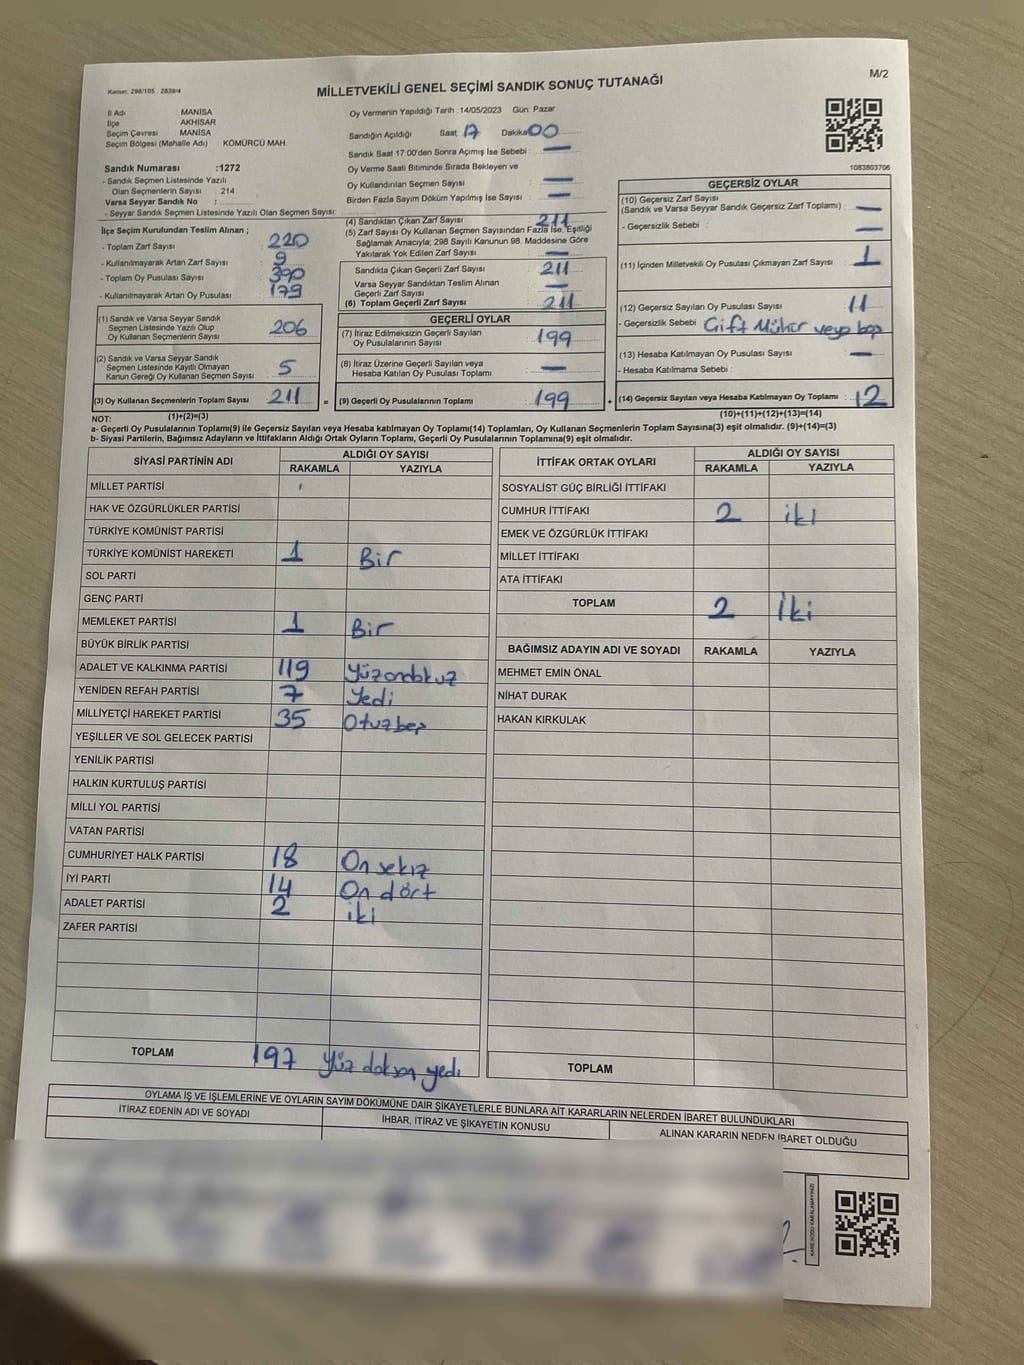 M/2
Kanun: 298/105 , 2839/4
MİLLETVEKİLİ GENEL SEÇİMİ SANDIK SONUÇ TUTANAĞI
İl Adı MANİSA
İlçe AKHİSAR
Seçim Çevresi MANİSA
Seçim Bölgesi (Mahalle Adı) KÖMÜRCÜ MAH.
Sandık Numarası :1272
- Sandık Seçmen Listesinde Yazılı
Olan Seçmenlerin Sayısı : 214
Varsa Seyyar Sandık No :
- Seyyar Sandık Seçmen Listesinde Yazılı Olan Seçmen Sayısı:
Oy Vermenin Yapıldığı Tarih :14/05/2023 Gün: Pazar
Sandığın Açıldığı Saat 17 Dakika 00
Sandık Saat 17.00'den Sonra Açımış İse Sebebi : —
Oy Verme Saati Bitiminde Sırada Bekleyen ve
Oy Kullandırılan Seçmen Sayısı : —
Birden Fazla Sayım Döküm Yapılmış İse Sayısı : —
1083803706
İlçe Seçim Kurulundan Teslim Alınan ;
- Toplam Zarf Sayısı : 220
- Kullanılmayarak Artan Zarf Sayısı : 9
- Toplam Oy Pusulası Sayısı : 390
- Kullanılmayarak Artan Oy Pusulası : 179
(1) Sandık ve Varsa Seyyar Sandık
Seçmen Listesinde Yazılı Olup
Oy Kullanan Seçmenlerin Sayısı : 206
(2) Sandık ve Varsa Seyyar Sandık
Seçmen Listesinde Kayıtlı Olmayan
Kanun Gereği Oy Kullanan Seçmen Sayısı : 5
(3) Oy Kullanan Seçmenlerin Toplam Sayısı : 211 =
(1)+(2)=(3)
(4) Sandıktan Çıkan Zarf Sayısı : 211
(5) Zarf Sayısı Oy Kullanan Seçmen Sayısından Fazla İse, Eşitliği
Sağlamak Amacıyla; 298 Sayılı Kanunun 98. Maddesine Göre
Yakılarak Yok Edilen Zarf Sayısı : —
Sandıkta Çıkan Geçerli Zarf Sayısı : 211
Varsa Seyyar Sandıktan Teslim Alınan
Geçerli Zarf Sayısı : —
(6) Toplam Geçerli Zarf Sayısı : 211
GEÇERLİ OYLAR
(7) İtiraz Edilmeksizin Geçerli Sayılan
Oy Pusulalarının Sayısı : 199
(8) İtiraz Üzerine Geçerli Sayılan veya
Hesaba Katılan Oy Pusulası Toplamı : —
(9) Geçerli Oy Pusulalarının Toplamı : 199 +
GEÇERSİZ OYLAR
(10) Geçersiz Zarf Sayısı
(Sandık ve Varsa Seyyar Sandık Geçersiz Zarf Toplamı) : —
- Geçersizlik Sebebi : —
(11) İçinden Milletvekili Oy Pusulası Çıkmayan Zarf Sayısı : 1
(12) Geçersiz Sayılan Oy Pusulası Sayısı : 11
- Geçersizlik Sebebi : Çift Mühür veya boş
(13) Hesaba Katılmayan Oy Pusulası Sayısı : —
- Hesaba Katılmama Sebebi :
(14) Geçersiz Sayılan veya Hesaba Katılmayan Oy Toplamı : 12
(10)+(11)+(12)+(13)=(14)
NOT:
a- Geçerli Oy Pusulalarının Toplamı(9) ile Geçersiz Sayılan veya Hesaba katılmayan Oy Toplamı(14) Toplamları, Oy Kullanan Seçmenlerin Toplam Sayısına(3) eşit olmalıdır. (9)+(14)=(3)
b- Siyasi Partilerin, Bağımsız Adayların ve İttifakların Aldığı Ortak Oyların Toplamı, Geçerli Oy Pusulalarının Toplamına(9) eşit olmalıdır.
SİYASİ PARTİNİN ADI ALDIĞI OY SAYISI
RAKAMLA YAZIYLA
MİLLET PARTİSİ
HAK VE ÖZGÜRLÜKLER PARTİSİ
TÜRKİYE KOMÜNİST PARTİSİ
TÜRKİYE KOMÜNİST HAREKETİ 1 Bir
SOL PARTİ
GENÇ PARTİ
MEMLEKET PARTİSİ 1 Bir
BÜYÜK BİRLİK PARTİSİ
ADALET VE KALKINMA PARTİSİ 119 Yüzondokuz
YENİDEN REFAH PARTİSİ 7 Yedi
MİLLİYETÇİ HAREKET PARTİSİ 35 Otuzbeş
YEŞİLLER VE SOL GELECEK PARTİSİ
YENİLİK PARTİSİ
HALKIN KURTULUŞ PARTİSİ
MİLLİ YOL PARTİSİ
VATAN PARTİSİ
CUMHURİYET HALK PARTİSİ 18 On sekiz
İYİ PARTİ 14 On dört
ADALET PARTİSİ 2 iki
ZAFER PARTİSİ
TOPLAM 197 Yüz doksan yedi
İTTİFAK ORTAK OYLARI ALDIĞI OY SAYISI
RAKAMLA YAZIYLA
SOSYALİST GÜÇ BİRLİĞİ İTTİFAKI
CUMHUR İTTİFAKI 2 iki
EMEK VE ÖZGÜRLÜK İTTİFAKI
MİLLET İTTİFAKI
ATA İTTİFAKI
TOPLAM 2 İki
BAĞIMSIZ ADAYIN ADI VE SOYADI RAKAMLA YAZIYLA
MEHMET EMİN ÖNAL
NİHAT DURAK
HAKAN KIRKULAK
TOPLAM
OYLAMA İŞ VE İŞLEMLERİNE VE OYLARIN SAYIM DÖKÜMÜNE DAİR ŞİKAYETLERLE BUNLARA AİT KARARLARIN NELERDEN İBARET BULUNDUKLARI
İTİRAZ EDENİN ADI VE SOYADI İHBAR, İTİRAZ VE ŞİKAYETİN KONUSU ALINAN KARARIN NEDEN İBARET OLDUĞU
KARE KODU KARALAMAYINIZ!